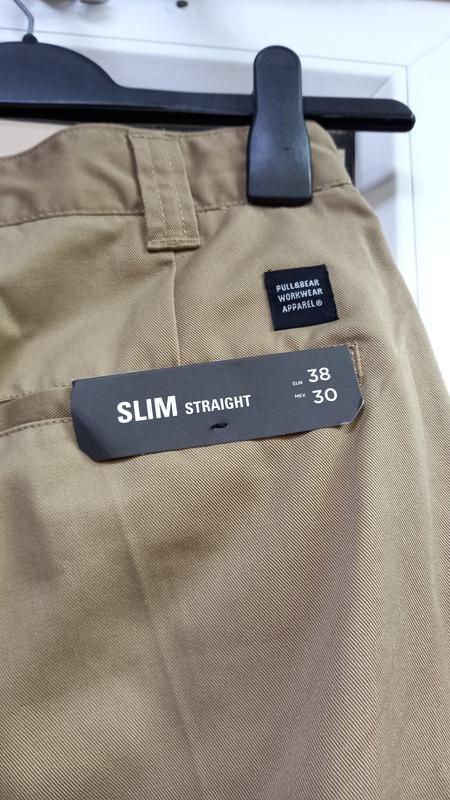 PULL&BEAR
WORKWEAR
APPAREL®
SLIM STRAIGHT
EUR 38
MEX 30